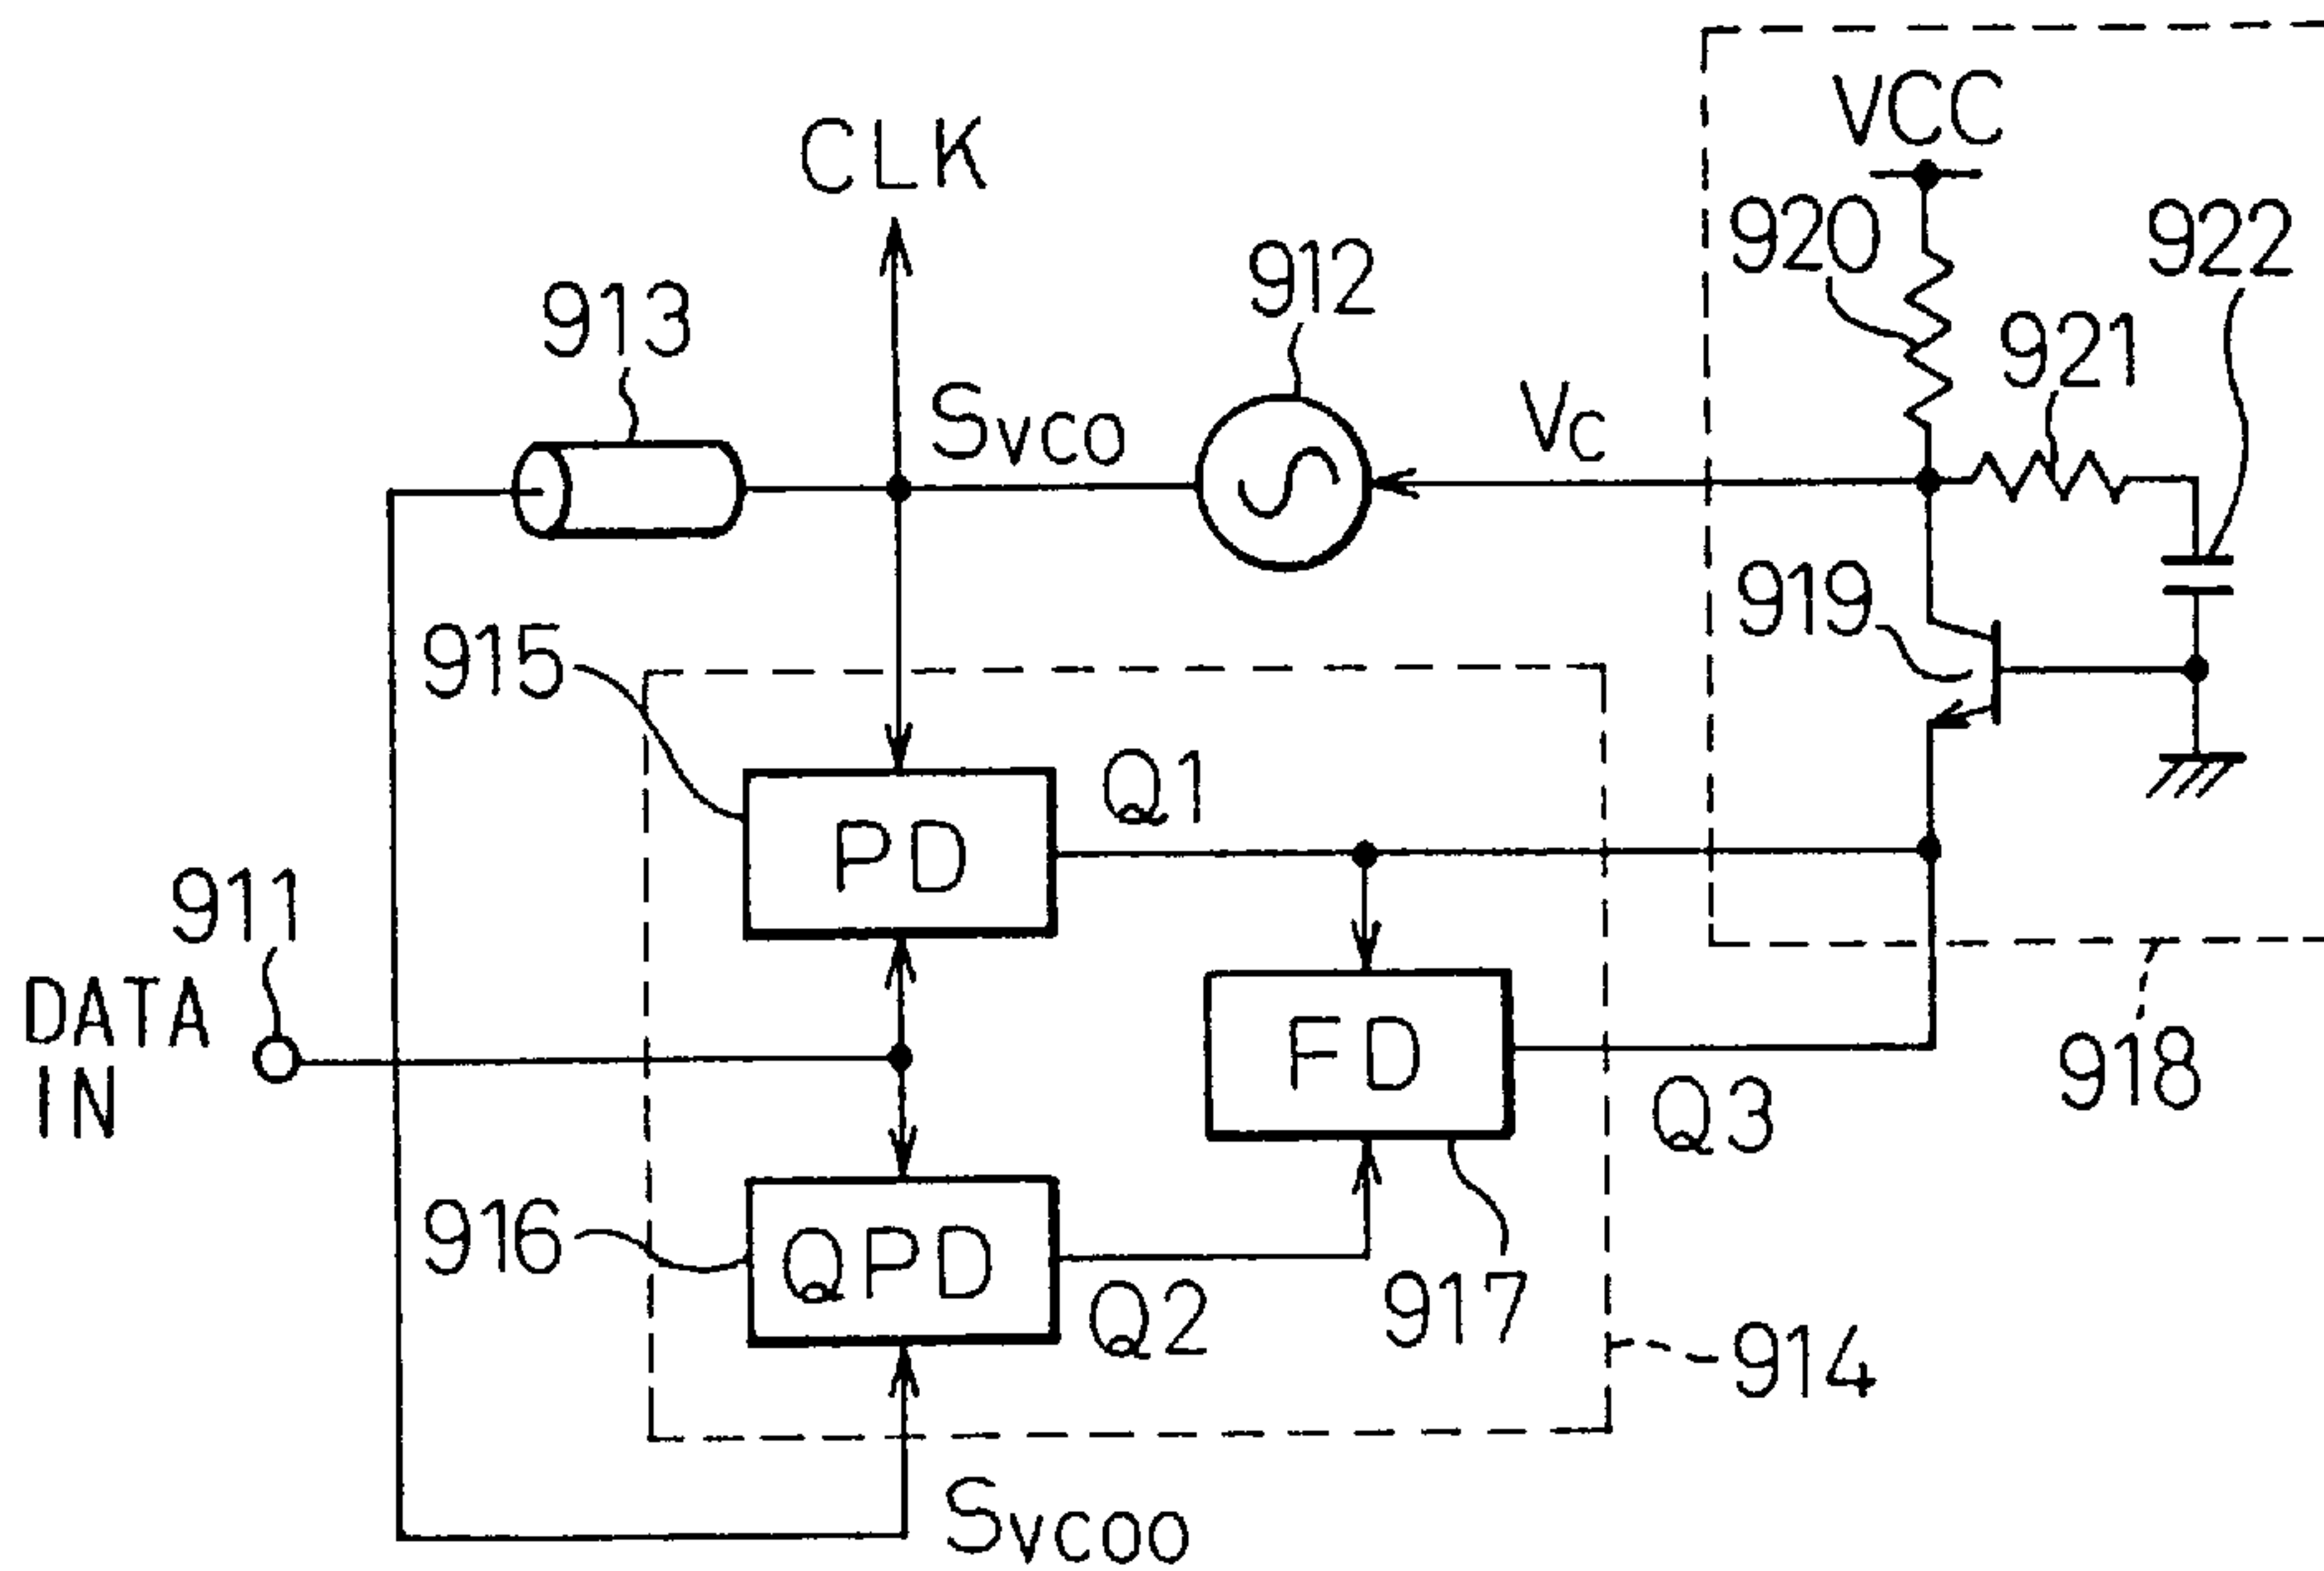 VCC
CLK
920
922
912
913
921
Svco
Vc
919
915
Q1
PD
911
DATA
IN
FD
918
Q3
916
QPD
Q2
917
914
Svcoo